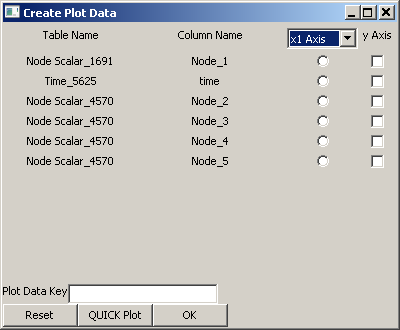 Create Plot Data
Table Name Column Name x1 Axis y Axis
Node Scalar_1691 Node_1
Time_5625 time
Node Scalar_4570 Node_2
Node Scalar_4570 Node_3
Node Scalar_4570 Node_4
Node Scalar_4570 Node_5
Plot Data Key
Reset QUICK Plot OK